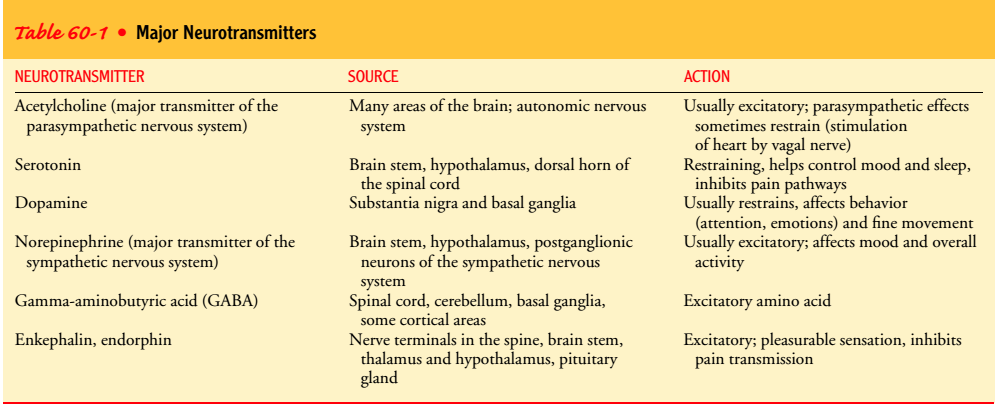 Table 60-1 • Major Neurotransmitters
NEUROTRANSMITTER SOURCE ACTION
Acetylcholine (major transmitter of the
parasympathetic nervous system)
Many areas of the brain; autonomic nervous
system
Usually excitatory; parasympathetic effects
sometimes restrain (stimulation
of heart by vagal nerve)
Serotonin
Brain stem, hypothalamus, dorsal horn of
the spinal cord
Restraining, helps control mood and sleep,
inhibits pain pathways
Dopamine
Substantia nigra and basal ganglia
Usually restrains, affects behavior
(attention, emotions) and fine movement
Norepinephrine (major transmitter of the
sympathetic nervous system)
Brain stem, hypothalamus, postganglionic
neurons of the sympathetic nervous
system
Usually excitatory; affects mood and overall
activity
Gamma-aminobutyric acid (GABA)
Spinal cord, cerebellum, basal ganglia,
some cortical areas
Excitatory amino acid
Enkephalin, endorphin
Nerve terminals in the spine, brain stem,
thalamus and hypothalamus, pituitary
gland
Excitatory; pleasurable sensation, inhibits
pain transmission